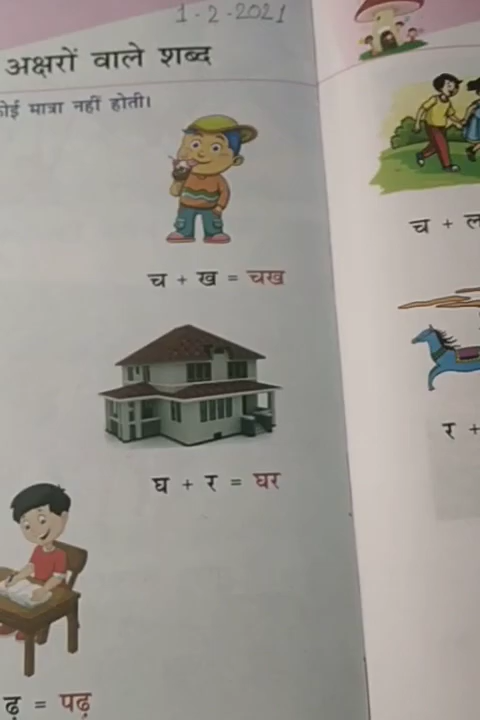 1-2-2021
अक्षरों वाले शब्द
मात्रा नहीं होती।
च + ख = चख
घ + र = घर
ढ़ = पढ़
च + ल
र +